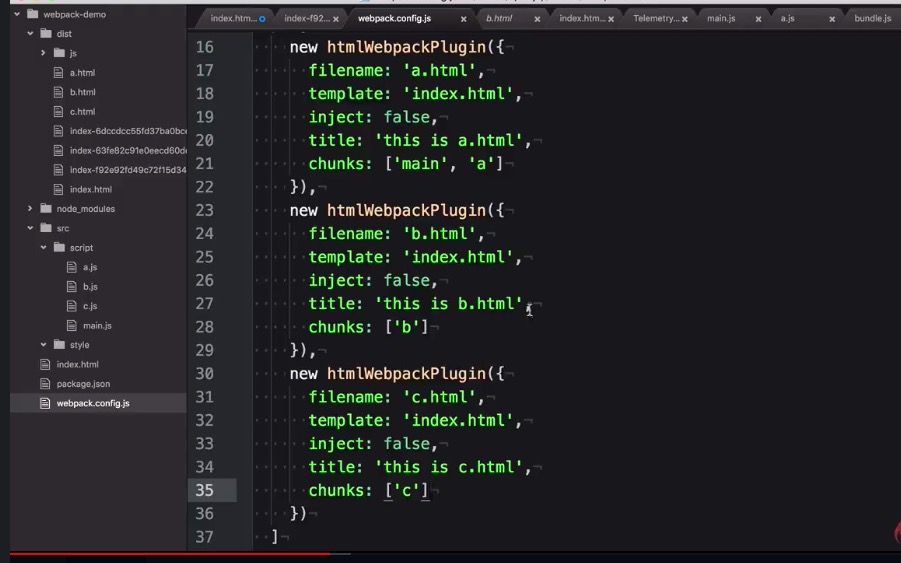 webpack-demo
dist
js
a.html
b.html
c.html
index-6dccdcc55fd37ba0bce
index-63fe82c91e0eecd60de
index-f92e92fd49c72f15d34
index.html
node_modules
src
script
a.js
b.js
c.js
main.js
style
index.html
package.json
webpack.config.js
index.htm... index-f92... webpack.config.js b.html index.htm... Telemetry... main.js a.js bundle.js
16 new htmlWebpackPlugin({
17 filename: 'a.html',
18 template: 'index.html',
19 inject: false,
20 title: 'this is a.html',
21 chunks: ['main', 'a']
22 }),
23 new htmlWebpackPlugin({
24 filename: 'b.html',
25 template: 'index.html',
26 inject: false,
27 title: 'this is b.html',
28 chunks: ['b']
29 }),
30 new htmlWebpackPlugin({
31 filename: 'c.html',
32 template: 'index.html',
33 inject: false,
34 title: 'this is c.html',
35 chunks: ['c']
36 })
37 ]